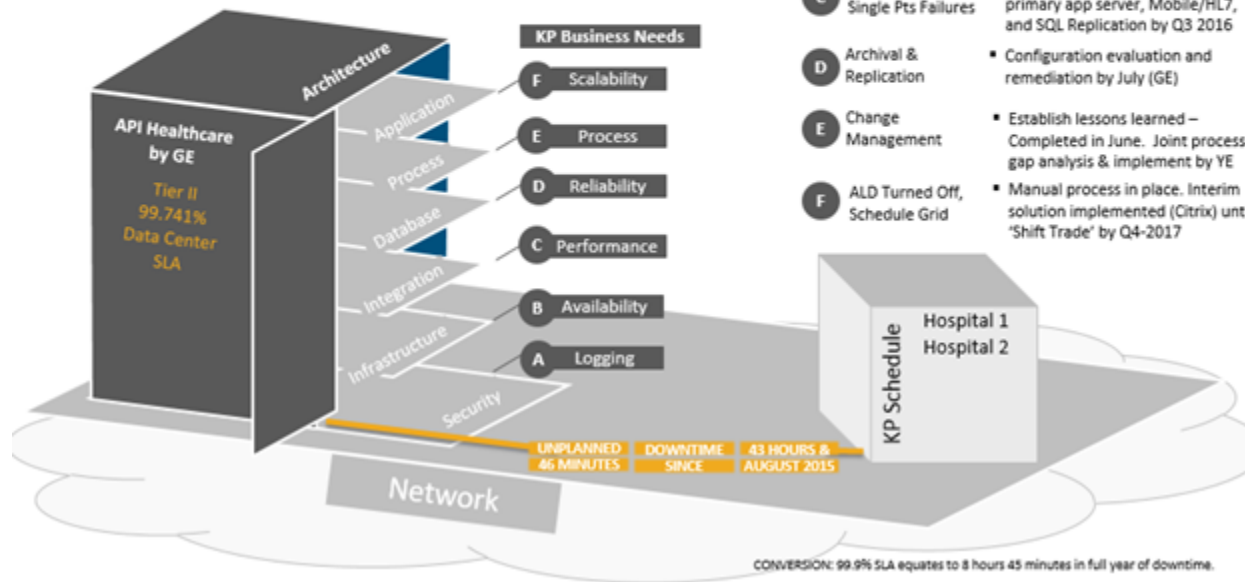 Architecture
API Healthcare
by GE
Tier II
99.741%
Data Center
SLA
Application
Process
Database
Integration
Infrastructure
Security
KP Business Needs
F Scalability
E Process
D Reliability
C Performance
B Availability
A Logging
Single Pts Failures
primary app server, Mobile/HL7,
and SQL Replication by Q3 2016
D
Archival &
Replication
▪ Configuration evaluation and
remediation by July (GE)
E
Change
Management
▪ Establish lessons learned –
Completed in June. Joint process
gap analysis & implement by YE
F
ALD Turned Off,
Schedule Grid
▪ Manual process in place. Interim
solution implemented (Citrix) unt
'Shift Trade' by Q4-2017
KP Schedule
Hospital 1
Hospital 2
UNPLANNED DOWNTIME 43 HOURS &
46 MINUTES SINCE AUGUST 2015
Network
CONVERSION: 99.9% SLA equates to 8 hours 45 minutes in full year of downtime.